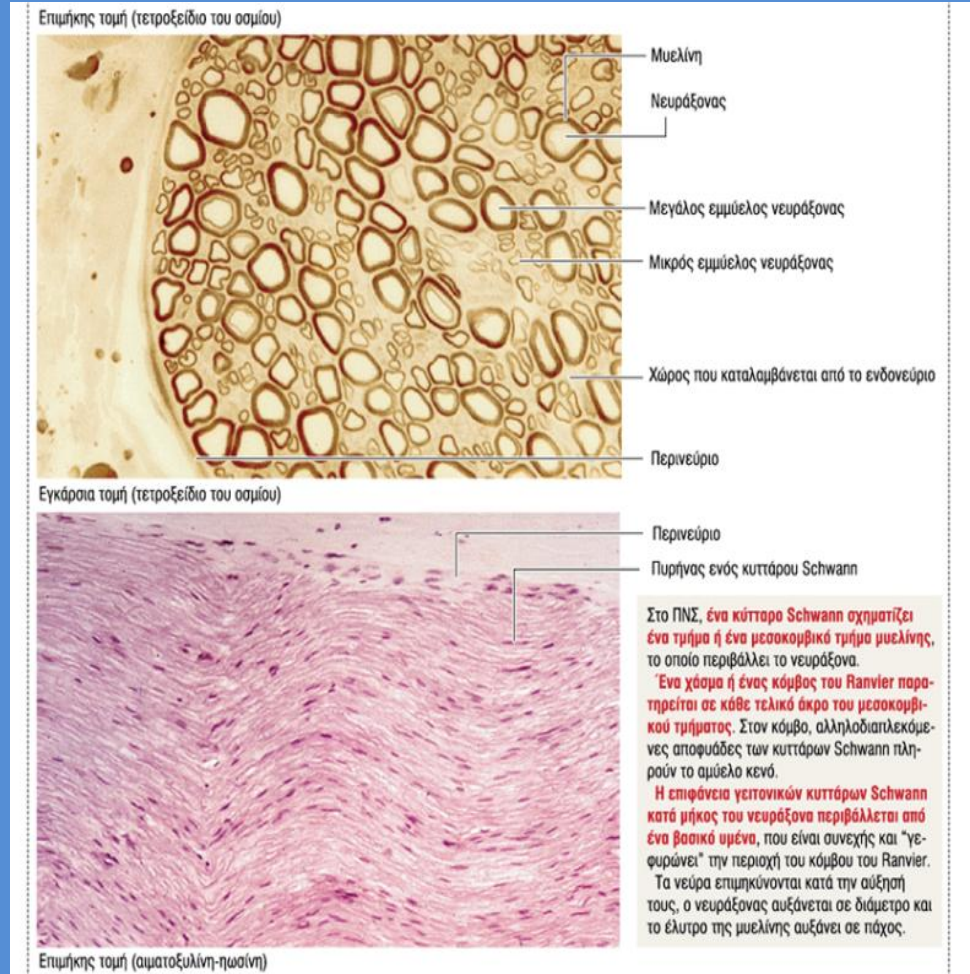 Επιμήκης τομή (τετροξείδιο του οσμίου)
Μυελίνη
Νευράξονας
Μεγάλος εμμύελος νευράξονας
Μικρός εμμύελος νευράξονας
Χώρος που καταλαμβάνεται από το ενδονεύριο
Περινεύριο
Εγκάρσια τομή (τετροξείδιο του οσμίου)
Περινεύριο
Πυρήνας ενός κυττάρου Schwann
Στο ΠΝΣ, ένα κύτταρο Schwann σχηματίζει
ένα τμήμα ή ένα μεσοκομβικό τμήμα μυελίνης,
το οποίο περιβάλλει το νευράξονα.
Ένα χάσμα ή ένας κόμβος του Ranvier παρα-
τηρείται σε κάθε τελικό άκρο του μεσοκομβι-
κού τμήματος. Στον κόμβο, αλληλοδιαπλεκόμε-
νες αποφυάδες των κυττάρων Schwann πλη-
ρούν το αμύελο κενό.
Η επιφάνεια γειτονικών κυττάρων Schwann
κατά μήκος του νευράξονα περιβάλλεται από
ένα βασικό υμένα, που είναι συνεχής και "γε-
φυρώνει" την περιοχή του κόμβου του Ranvier.
Τα νεύρα επιμηκύνονται κατά την αύξησή
τους, ο νευράξονας αυξάνεται σε διάμετρο και
το έλυτρο της μυελίνης αυξάνει σε πάχος.
Επιμήκης τομή (αιματοξυλίνη-ηωσίνη)